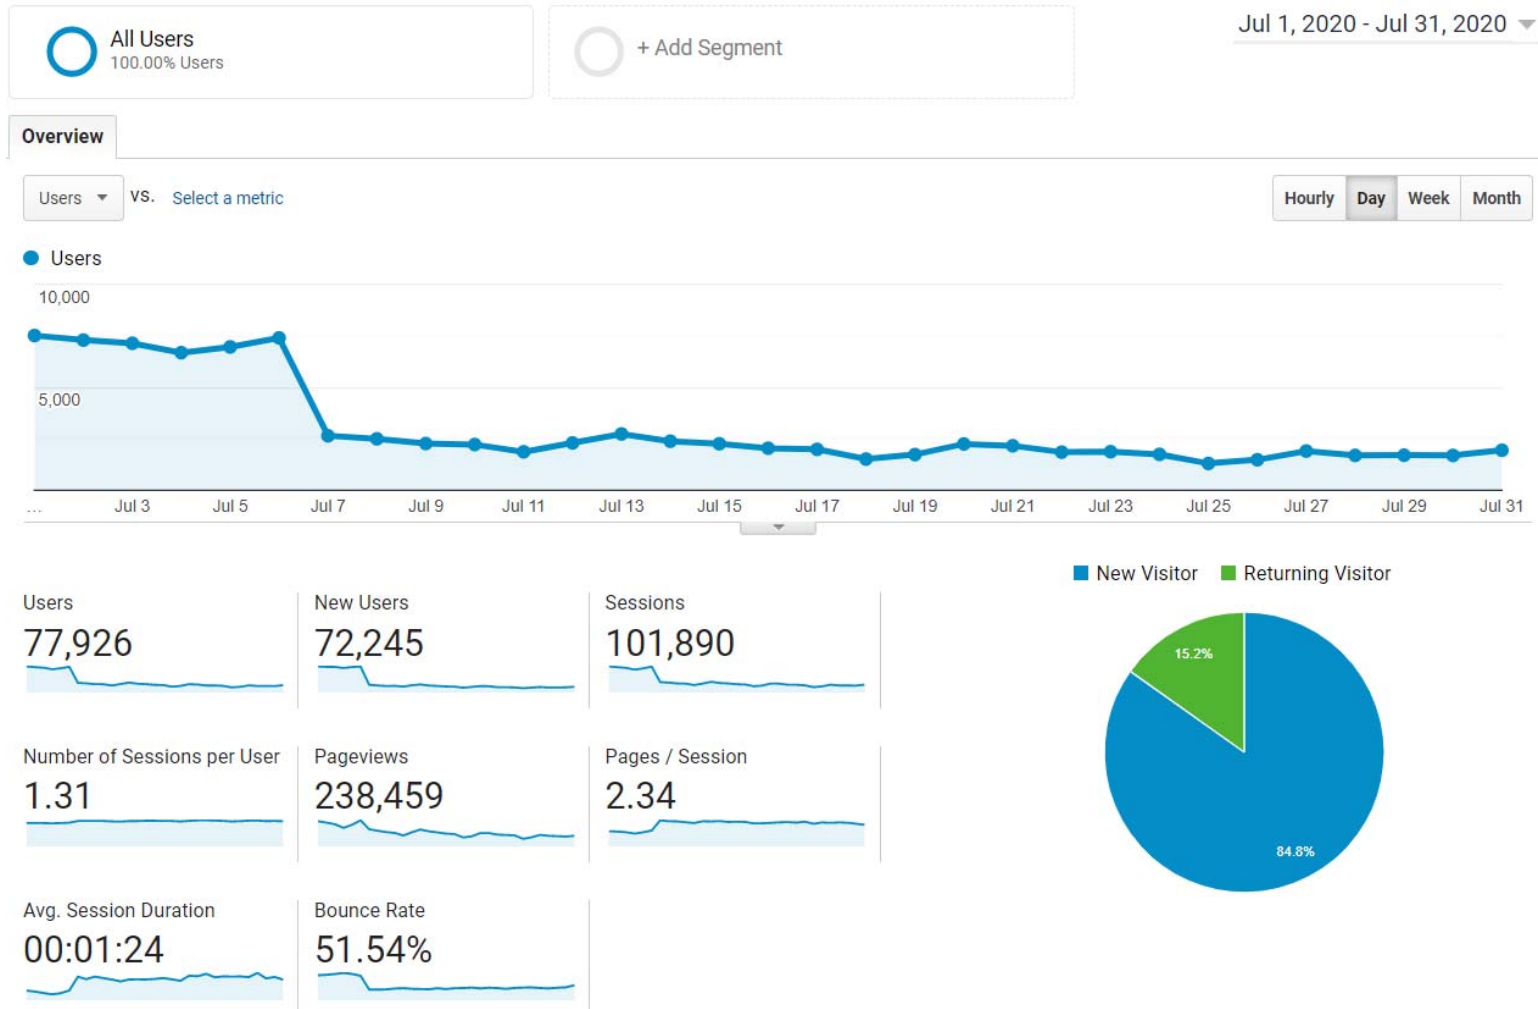 All Users
100.00% Users
+ Add Segment
Jul 1, 2020 - Jul 31, 2020
Overview
Users
VS.
Select a metric
Hourly
Day
Week
Month
Users
10,000
5,000
...
Jul 3
Jul 5
Jul 7
Jul 9
Jul 11
Jul 13
Jul 15
Jul 17
Jul 19
Jul 21
Jul 23
Jul 25
Jul 27
Jul 29
Jul 31
New Visitor
Returning Visitor
Users
77,926
New Users
72,245
Sessions
101,890
15.2%
84.8%
Number of Sessions per User
1.31
Pageviews
238,459
Pages / Session
2.34
Avg. Session Duration
00:01:24
Bounce Rate
51.54%